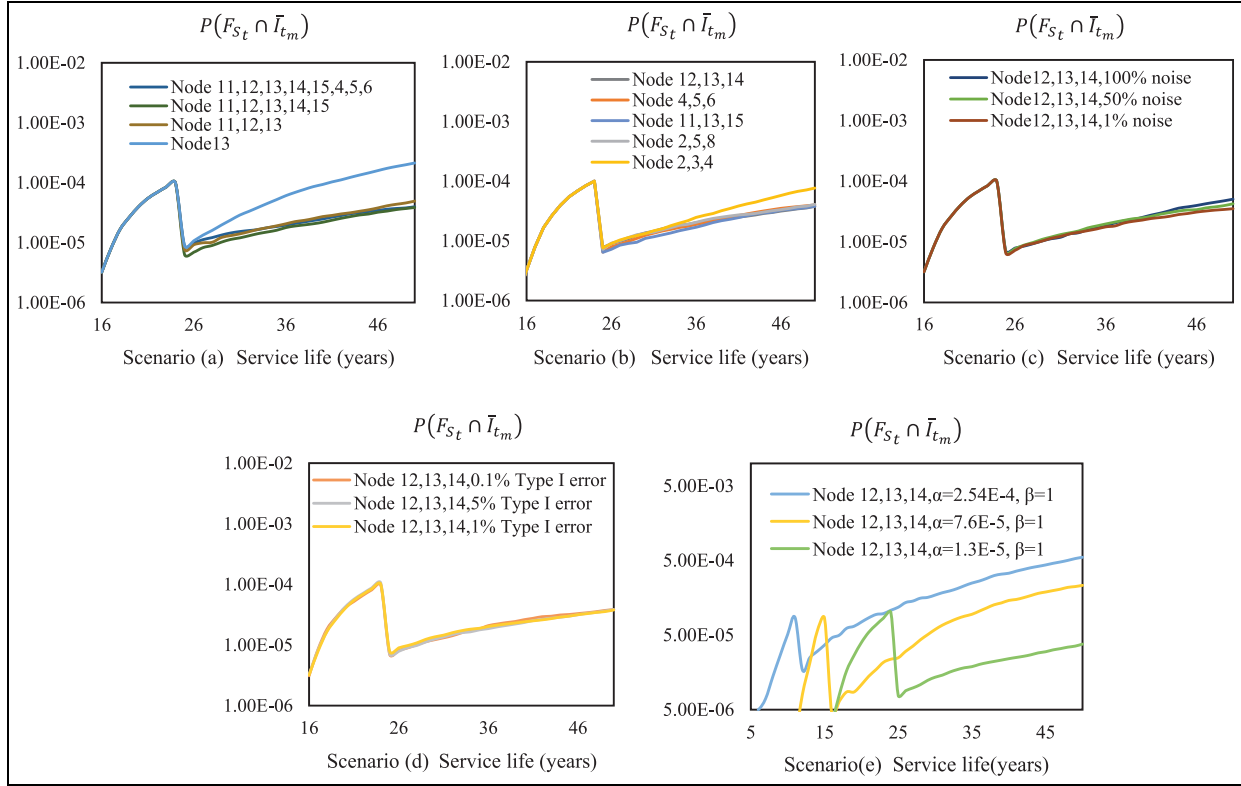 P(F_{S_t} ∩ Ī_{t_m})
1.00E-02
1.00E-03
1.00E-04
1.00E-05
1.00E-06
Node 11,12,13,14,15,4,5,6
Node 11,12,13,14,15
Node 11,12,13
Node13
16 26 36 46
Scenario (a) Service life (years)
P(F_{S_t} ∩ Ī_{t_m})
1.00E-02
1.00E-03
1.00E-04
1.00E-05
1.00E-06
Node 12,13,14
Node 4,5,6
Node 11,13,15
Node 2,5,8
Node 2,3,4
16 26 36 46
Scenario (b) Service life (years)
P(F_{S_t} ∩ Ī_{t_m})
1.00E-02
1.00E-03
1.00E-04
1.00E-05
1.00E-06
Node12,13,14,100% noise
Node12,13,14,50% noise
Node12,13,14,1% noise
16 26 36 46
Scenario (c) Service life (years)
P(F_{S_t} ∩ Ī_{t_m})
1.00E-02
1.00E-03
1.00E-04
1.00E-05
1.00E-06
Node 12,13,14,0.1% Type I error
Node 12,13,14,5% Type I error
Node 12,13,14,1% Type I error
16 26 36 46
Scenario (d) Service life (years)
P(F_{S_t} ∩ Ī_{t_m})
5.00E-03
5.00E-04
5.00E-05
5.00E-06
Node 12,13,14,α=2.54E-4, β=1
Node 12,13,14,α=7.6E-5, β=1
Node 12,13,14,α=1.3E-5, β=1
5 15 25 35 45
Scenario(e) Service life(years)